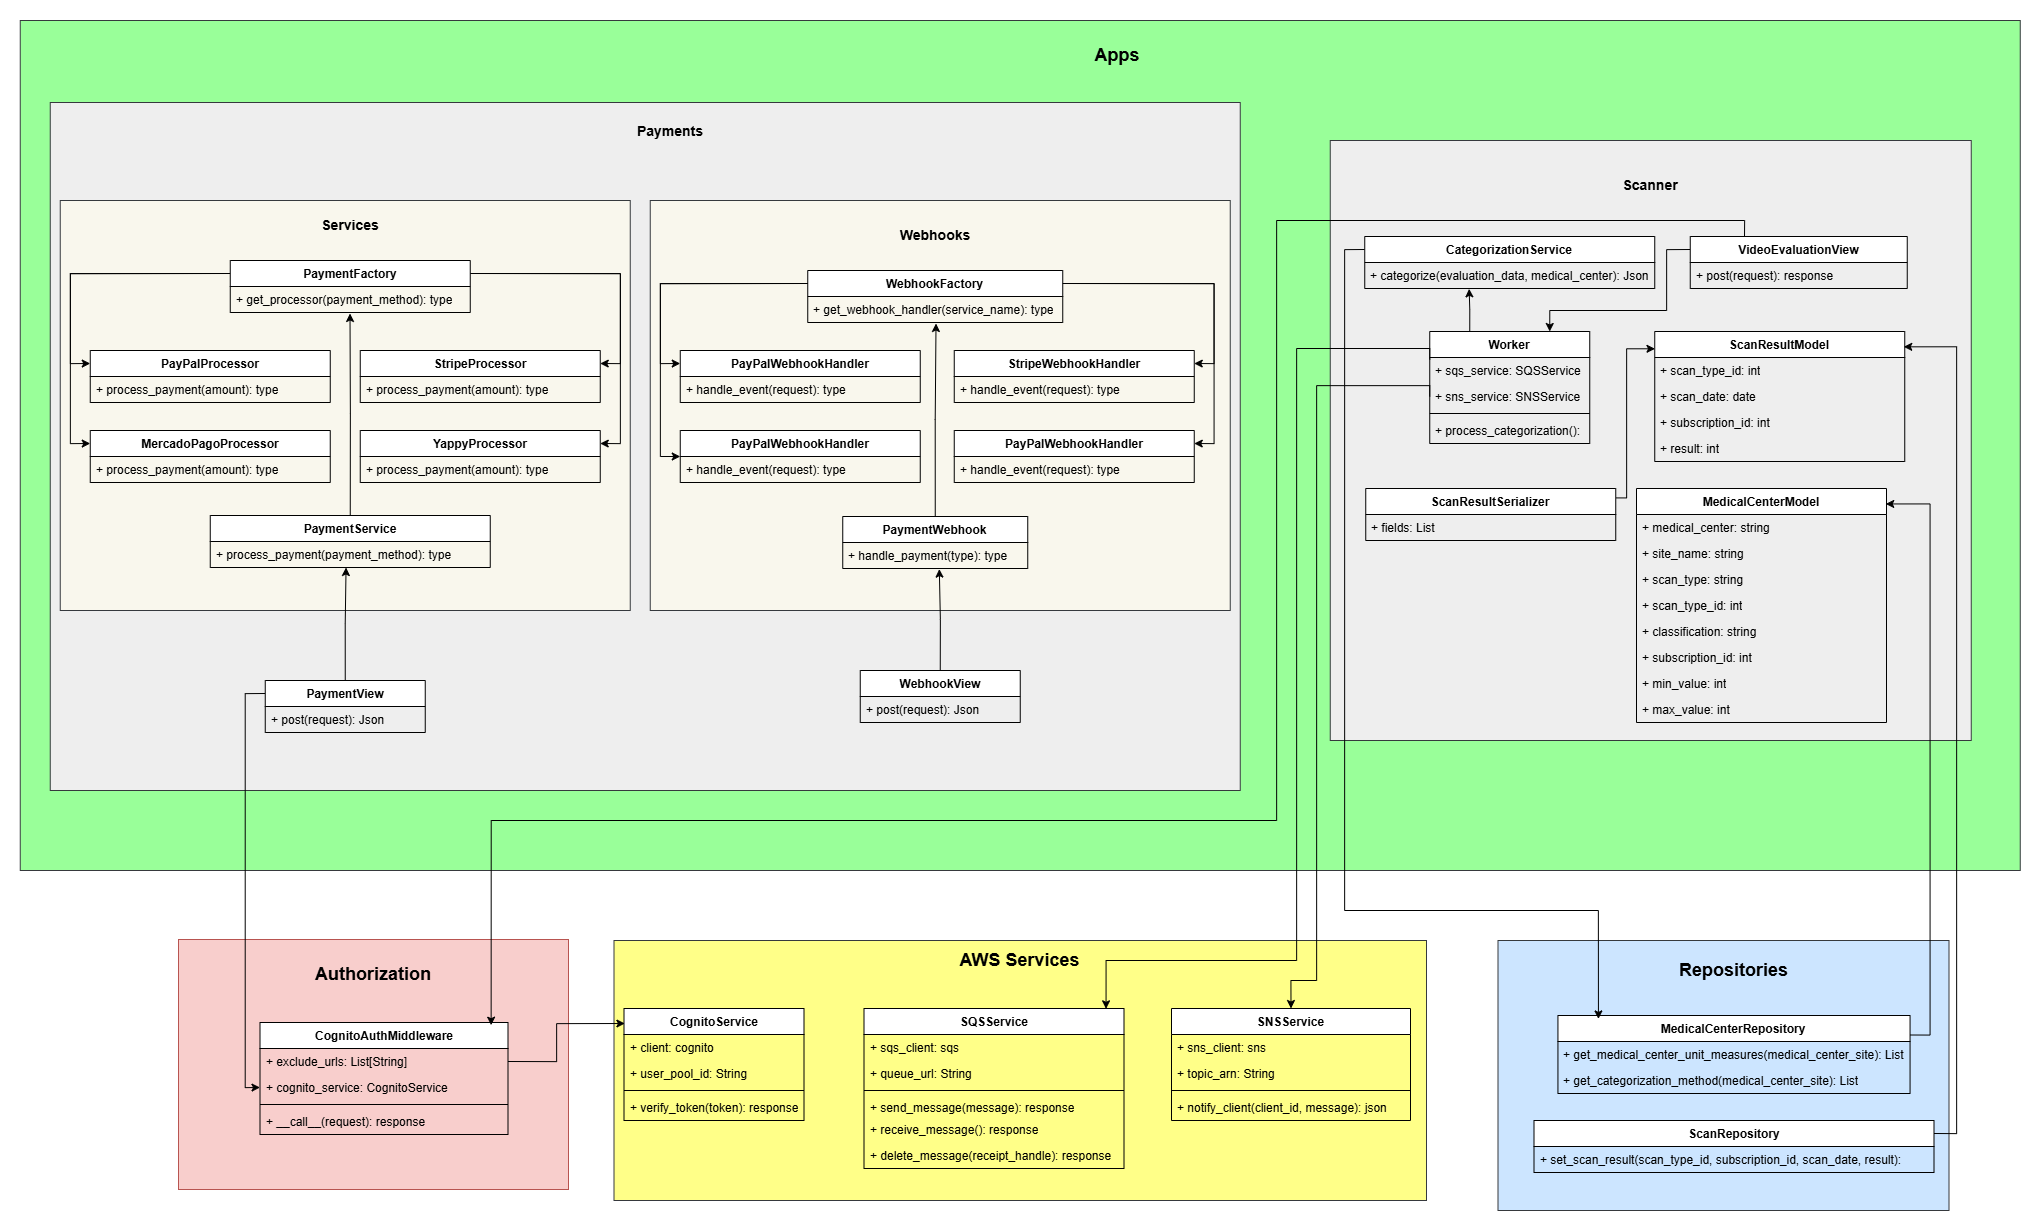 Apps
Payments
Services
PaymentFactory
+ get_processor(payment_method): type
PayPalProcessor
+ process_payment(amount): type
StripeProcessor
+ process_payment(amount): type
MercadoPagoProcessor
+ process_payment(amount): type
YappyProcessor
+ process_payment(amount): type
PaymentService
+ process_payment(payment_method): type
PaymentView
+ post(request): Json
Webhooks
WebhookFactory
+ get_webhook_handler(service_name): type
PayPalWebhookHandler
+ handle_event(request): type
StripeWebhookHandler
+ handle_event(request): type
PayPalWebhookHandler
+ handle_event(request): type
PayPalWebhookHandler
+ handle_event(request): type
PaymentWebhook
+ handle_payment(type): type
WebhookView
+ post(request): Json
Scanner
CategorizationService
+ categorize(evaluation_data, medical_center): Json
VideoEvaluationView
+ post(request): response
Worker
+ sqs_service: SQSService
+ sns_service: SNSService
+ process_categorization():
ScanResultModel
+ scan_type_id: int
+ scan_date: date
+ subscription_id: int
+ result: int
ScanResultSerializer
+ fields: List
MedicalCenterModel
+ medical_center: string
+ site_name: string
+ scan_type: string
+ scan_type_id: int
+ classification: string
+ subscription_id: int
+ min_value: int
+ max_value: int
Authorization
CognitoAuthMiddleware
+ exclude_urls: List[String]
+ cognito_service: CognitoService
+ __call__(request): response
AWS Services
CognitoService
+ client: cognito
+ user_pool_id: String
+ verify_token(token): response
SQSService
+ sqs_client: sqs
+ queue_url: String
+ send_message(message): response
+ receive_message(): response
+ delete_message(receipt_handle): response
SNSService
+ sns_client: sns
+ topic_arn: String
+ notify_client(client_id, message): json
Repositories
MedicalCenterRepository
+ get_medical_center_unit_measures(medical_center_site): List
+ get_categorization_method(medical_center_site): List
ScanRepository
+ set_scan_result(scan_type_id, subscription_id, scan_date, result):